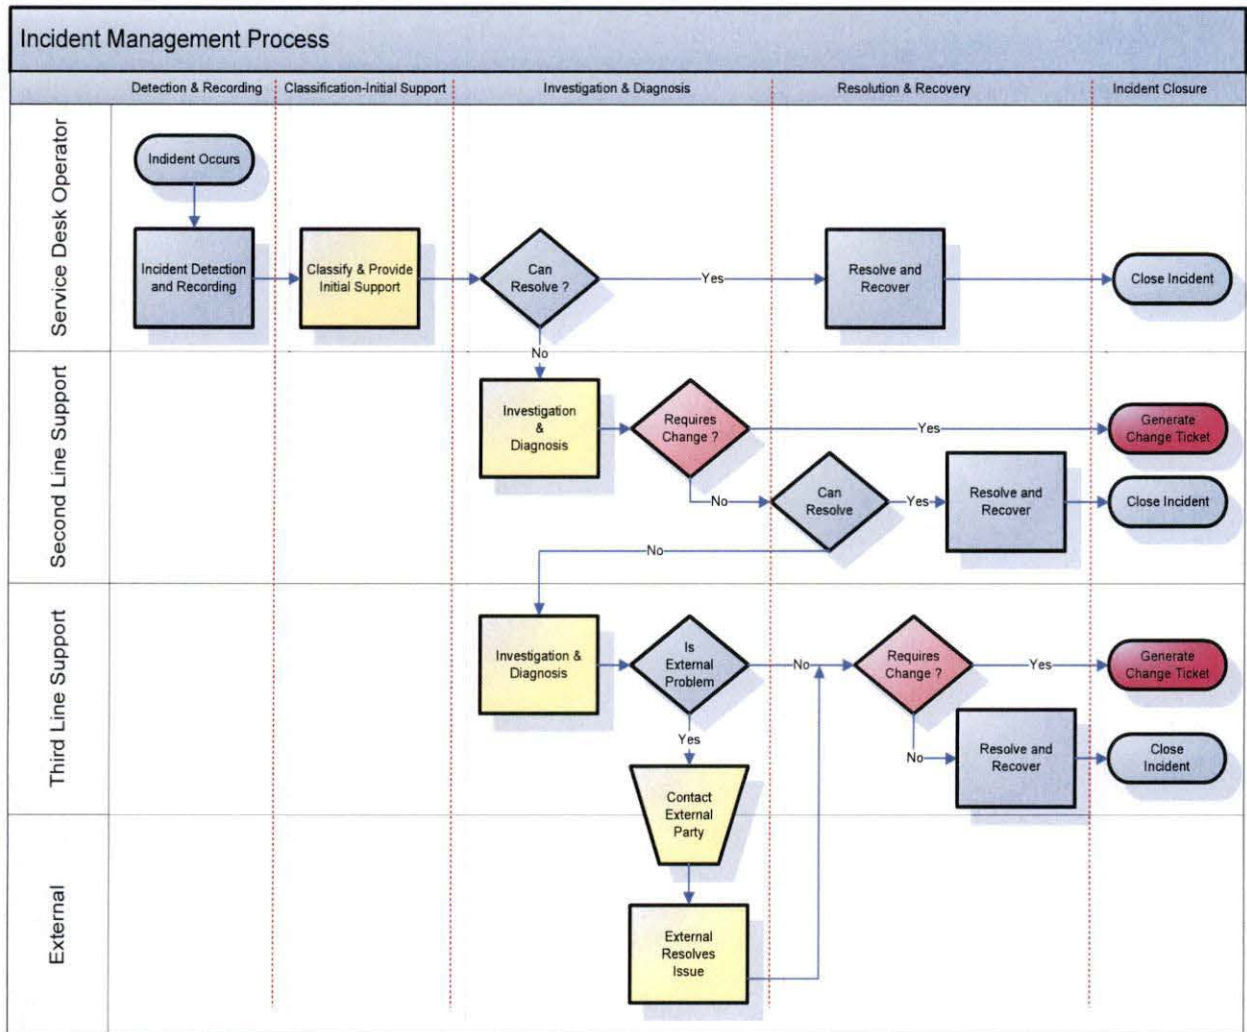 Incident Management Process
Detection & Recording
Classification-Initial Support
Investigation & Diagnosis
Resolution & Recovery
Incident Closure
Service Desk Operator
Indident Occurs
Incident Detection
and Recording
Classify & Provide
Initial Support
Can
Resolve ?
Yes
Resolve and
Recover
Close Incident
No
Second Line Support
Investigation
&
Diagnosis
Requires
Change ?
Yes
Generate
Change Ticket
No
Can
Resolve
Yes
Resolve and
Recover
Close Incident
No
Third Line Support
Investigation &
Diagnosis
Is
External
Problem
No
Requires
Change ?
Yes
Generate
Change Ticket
Yes
No
Resolve and
Recover
Close
Incident
Contact
External
Party
External
External
Resolves
Issue